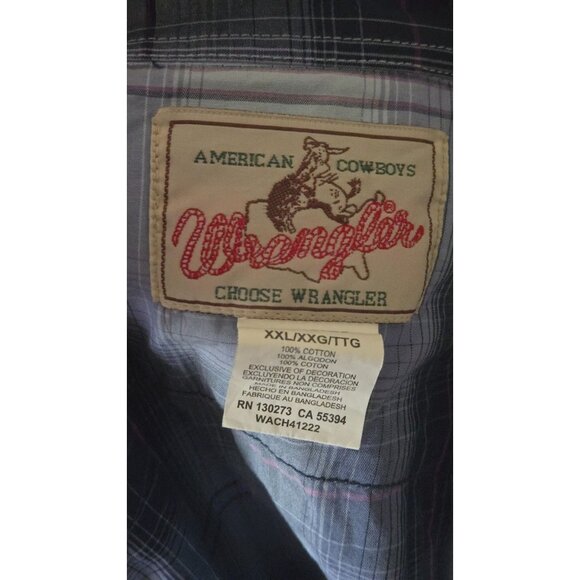 AMERICAN COWBOYS
Wrangler
CHOOSE WRANGLER
XXL/XXG/TTG
100% COTTON
100% ALGODON
100% COTON
EXCLUSIVE OF DECORATION
EXCLUYENDO LA DECORACIÓN
GARNITURES NON COMPRISES
MADE IN BANGLADESH
HECHO EN BANGLADESH
FABRIQUE AU BANGLADESH
RN 130273 CA 55394
WACH41222